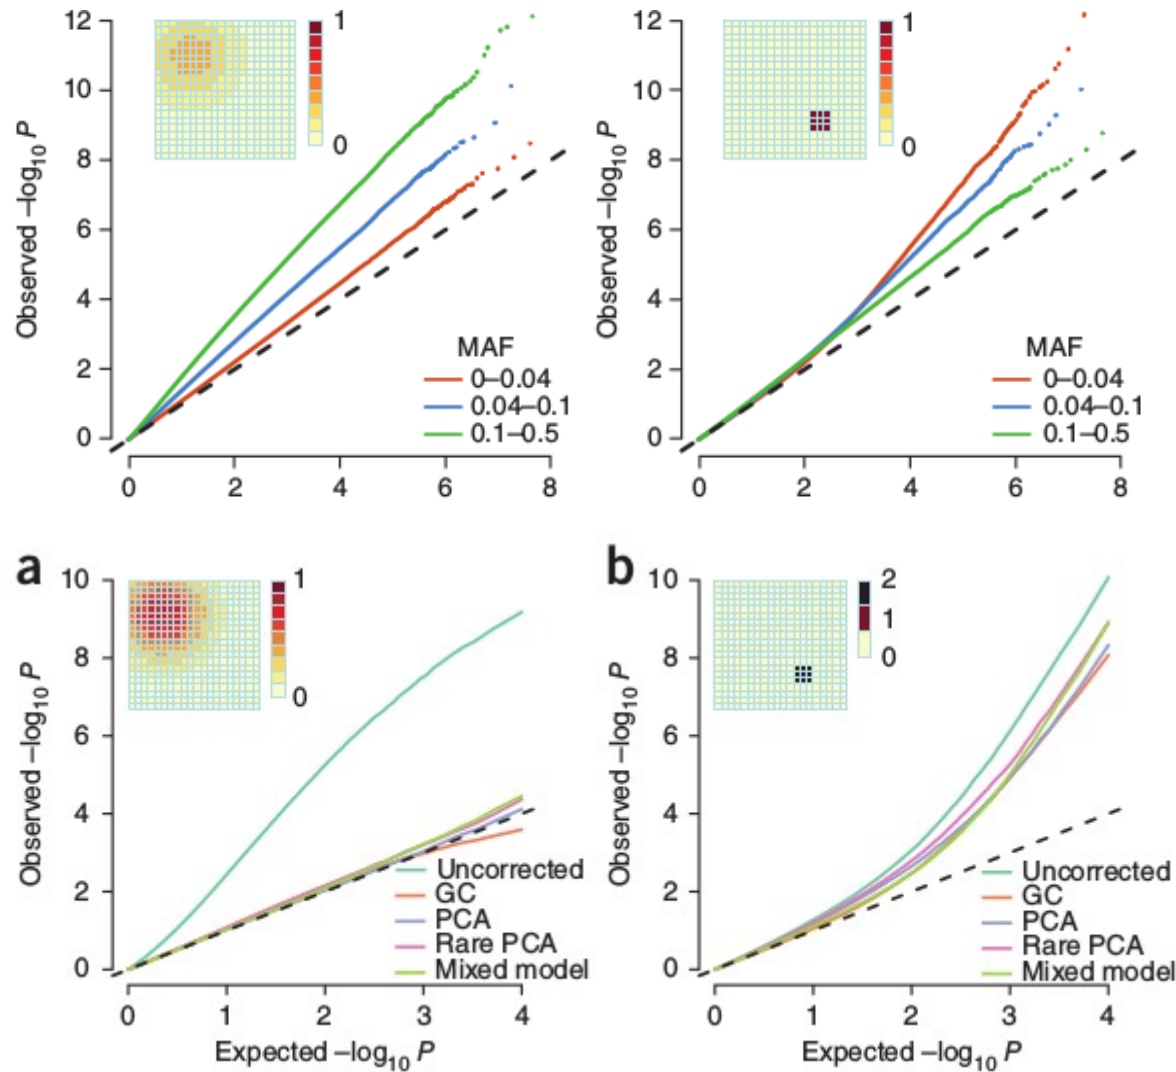 12
10
8
6
4
2
0
Observed –log10 P
1
0
MAF
0–0.04
0.04–0.1
0.1–0.5
0 2 4 6 8
12
10
8
6
4
2
0
Observed –log10 P
1
0
MAF
0–0.04
0.04–0.1
0.1–0.5
0 2 4 6 8
a
10
8
6
4
2
0
Observed –log10 P
1
0
Uncorrected
GC
PCA
Rare PCA
Mixed model
0 1 2 3 4
Expected –log10 P
b
10
8
6
4
2
0
Observed –log10 P
2
1
0
Uncorrected
GC
PCA
Rare PCA
Mixed model
0 1 2 3 4
Expected –log10 P